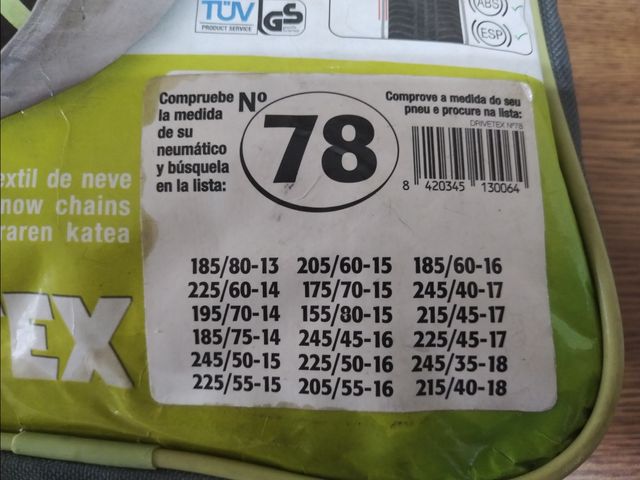 TÜV
PRODUCT SERVICE
GS
ABS
ESP
Compruebe
la medida
de su
neumático
y búsquela
en la lista:
Nº
78
Comprove a medida do seu
pneu e procure na lista:
DRIVETEX Nº78
8 420345 130064
extil de neve
now chains
raren katea
TEX
185/80-13 205/60-15 185/60-16
225/60-14 175/70-15 245/40-17
195/70-14 155/80-15 215/45-17
185/75-14 245/45-16 225/45-17
245/50-15 225/50-16 245/35-18
225/55-15 205/55-16 215/40-18